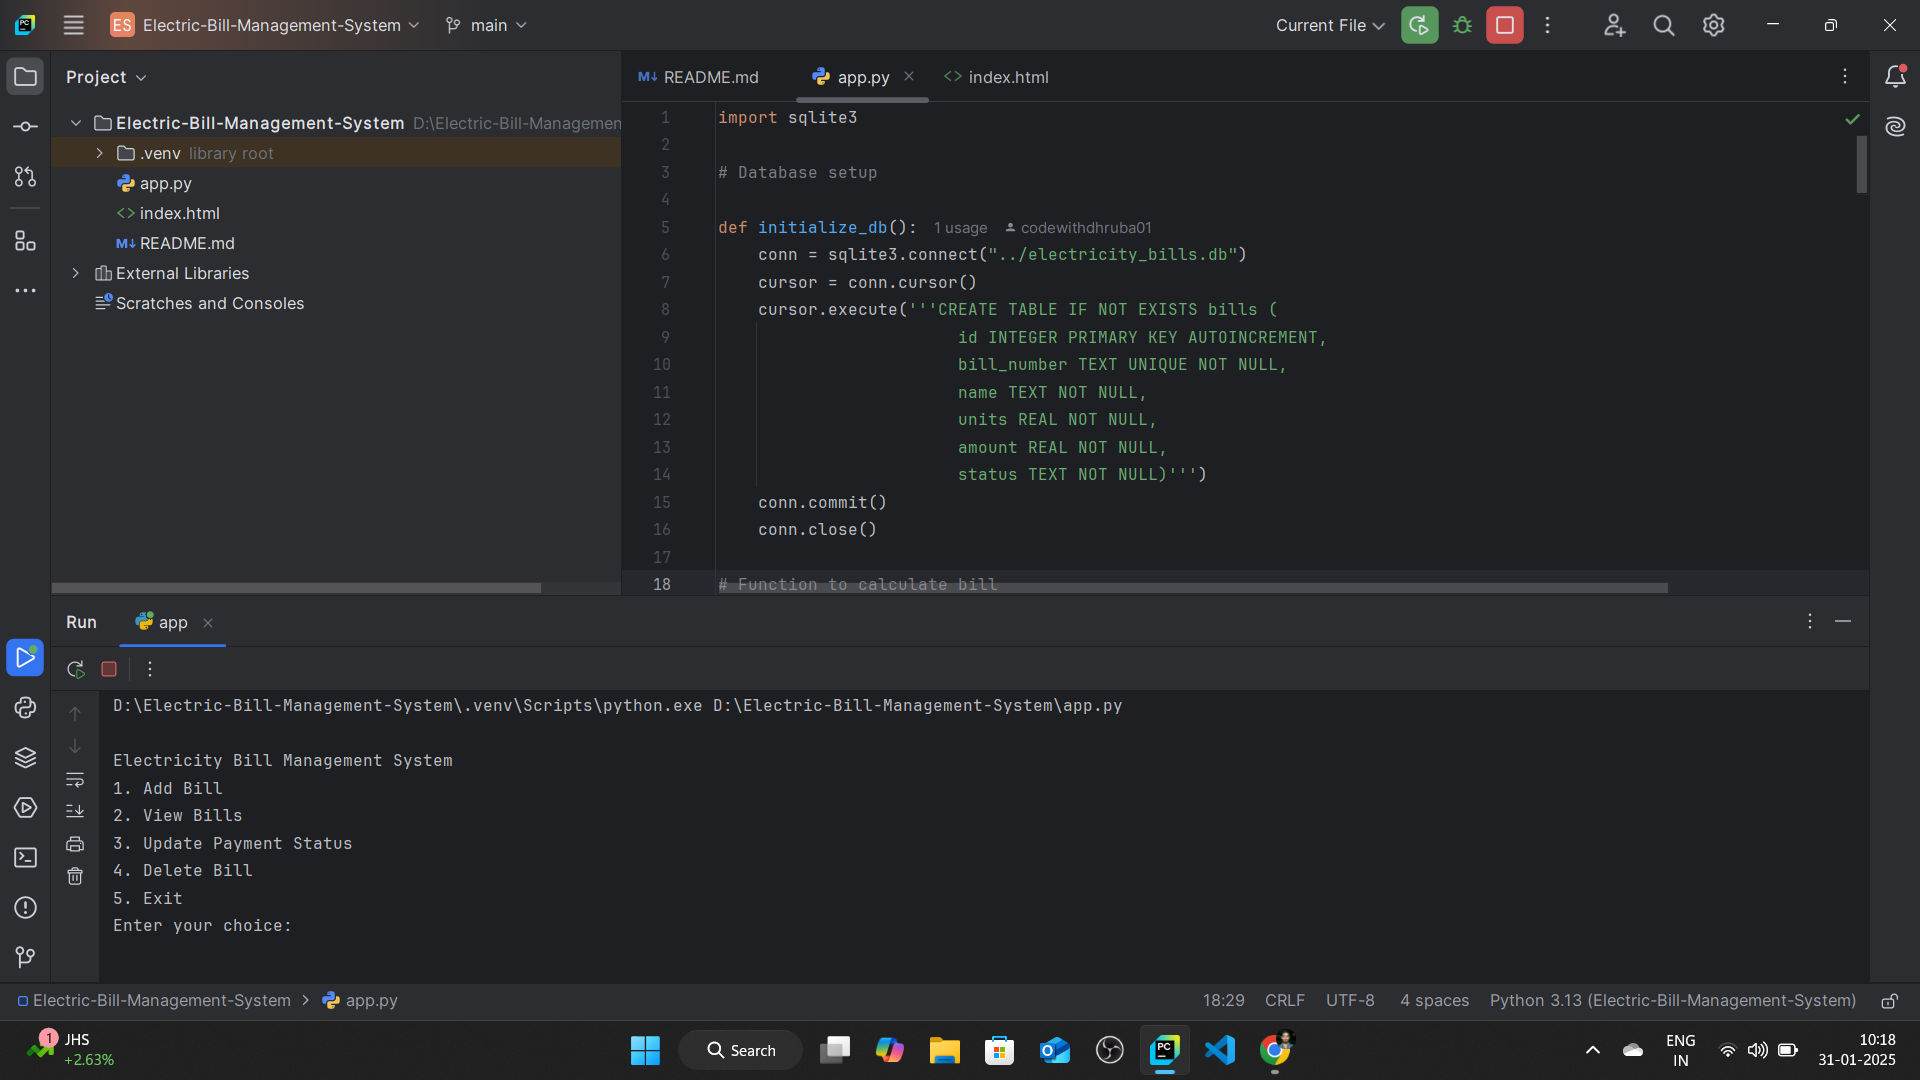 ES Electric-Bill-Management-System main Current File
Project
README.md app.py index.html
Electric-Bill-Management-System D:\Electric-Bill-Managemen
.venv library root
app.py
index.html
README.md
External Libraries
Scratches and Consoles
1 import sqlite3
2
3 # Database setup
4
5 def initialize_db(): 1 usage codewithdhruba01
6 conn = sqlite3.connect("../electricity_bills.db")
7 cursor = conn.cursor()
8 cursor.execute('''CREATE TABLE IF NOT EXISTS bills (
9 id INTEGER PRIMARY KEY AUTOINCREMENT,
10 bill_number TEXT UNIQUE NOT NULL,
11 name TEXT NOT NULL,
12 units REAL NOT NULL,
13 amount REAL NOT NULL,
14 status TEXT NOT NULL)''')
15 conn.commit()
16 conn.close()
17
18 # Function to calculate bill
Run app
D:\Electric-Bill-Management-System\.venv\Scripts\python.exe D:\Electric-Bill-Management-System\app.py
Electricity Bill Management System
1. Add Bill
2. View Bills
3. Update Payment Status
4. Delete Bill
5. Exit
Enter your choice:
Electric-Bill-Management-System > app.py 18:29 CRLF UTF-8 4 spaces Python 3.13 (Electric-Bill-Management-System)
1 JHS
+2.63%
Search
ENG
IN
10:18
31-01-2025